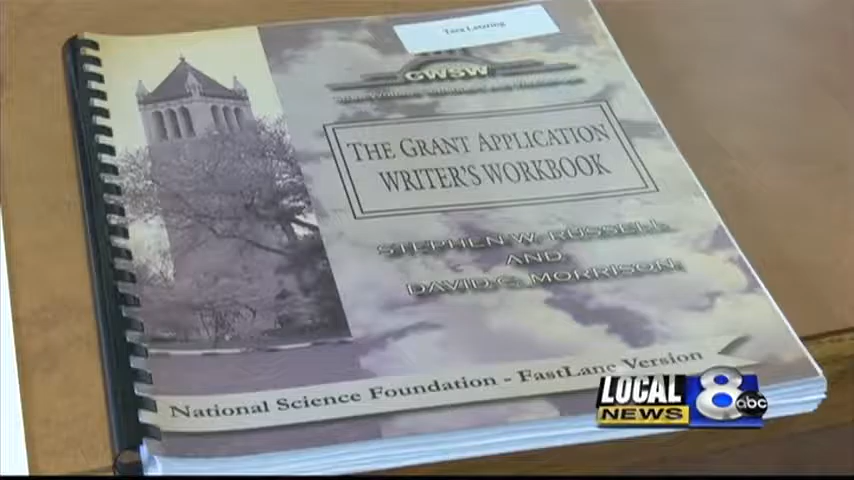 GWSW
THE GRANT APPLICATION
WRITER'S WORKBOOK
STEPHEN W. RUSSELL
AND
DAVID C. MORRISON
National Science Foundation - FastLane Version
LOCAL 8
NEWS abc